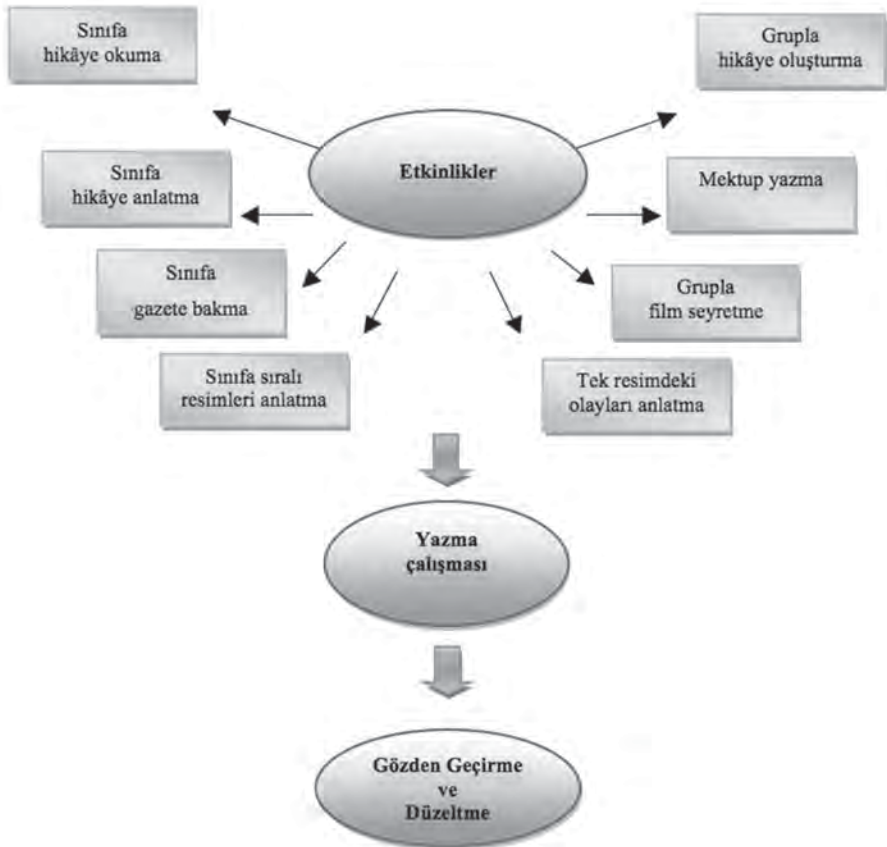 Sınıfa
hikâye okuma
Grupla
hikâye oluşturma
Etkinlikler
Sınıfa
hikâye anlatma
Mektup yazma
Sınıfa
gazete bakma
Grupla
film seyretme
Sınıfa sıralı
resimleri anlatma
Tek resimdeki
olayları anlatma
Yazma
çalışması
Gözden Geçirme
ve
Düzeltme